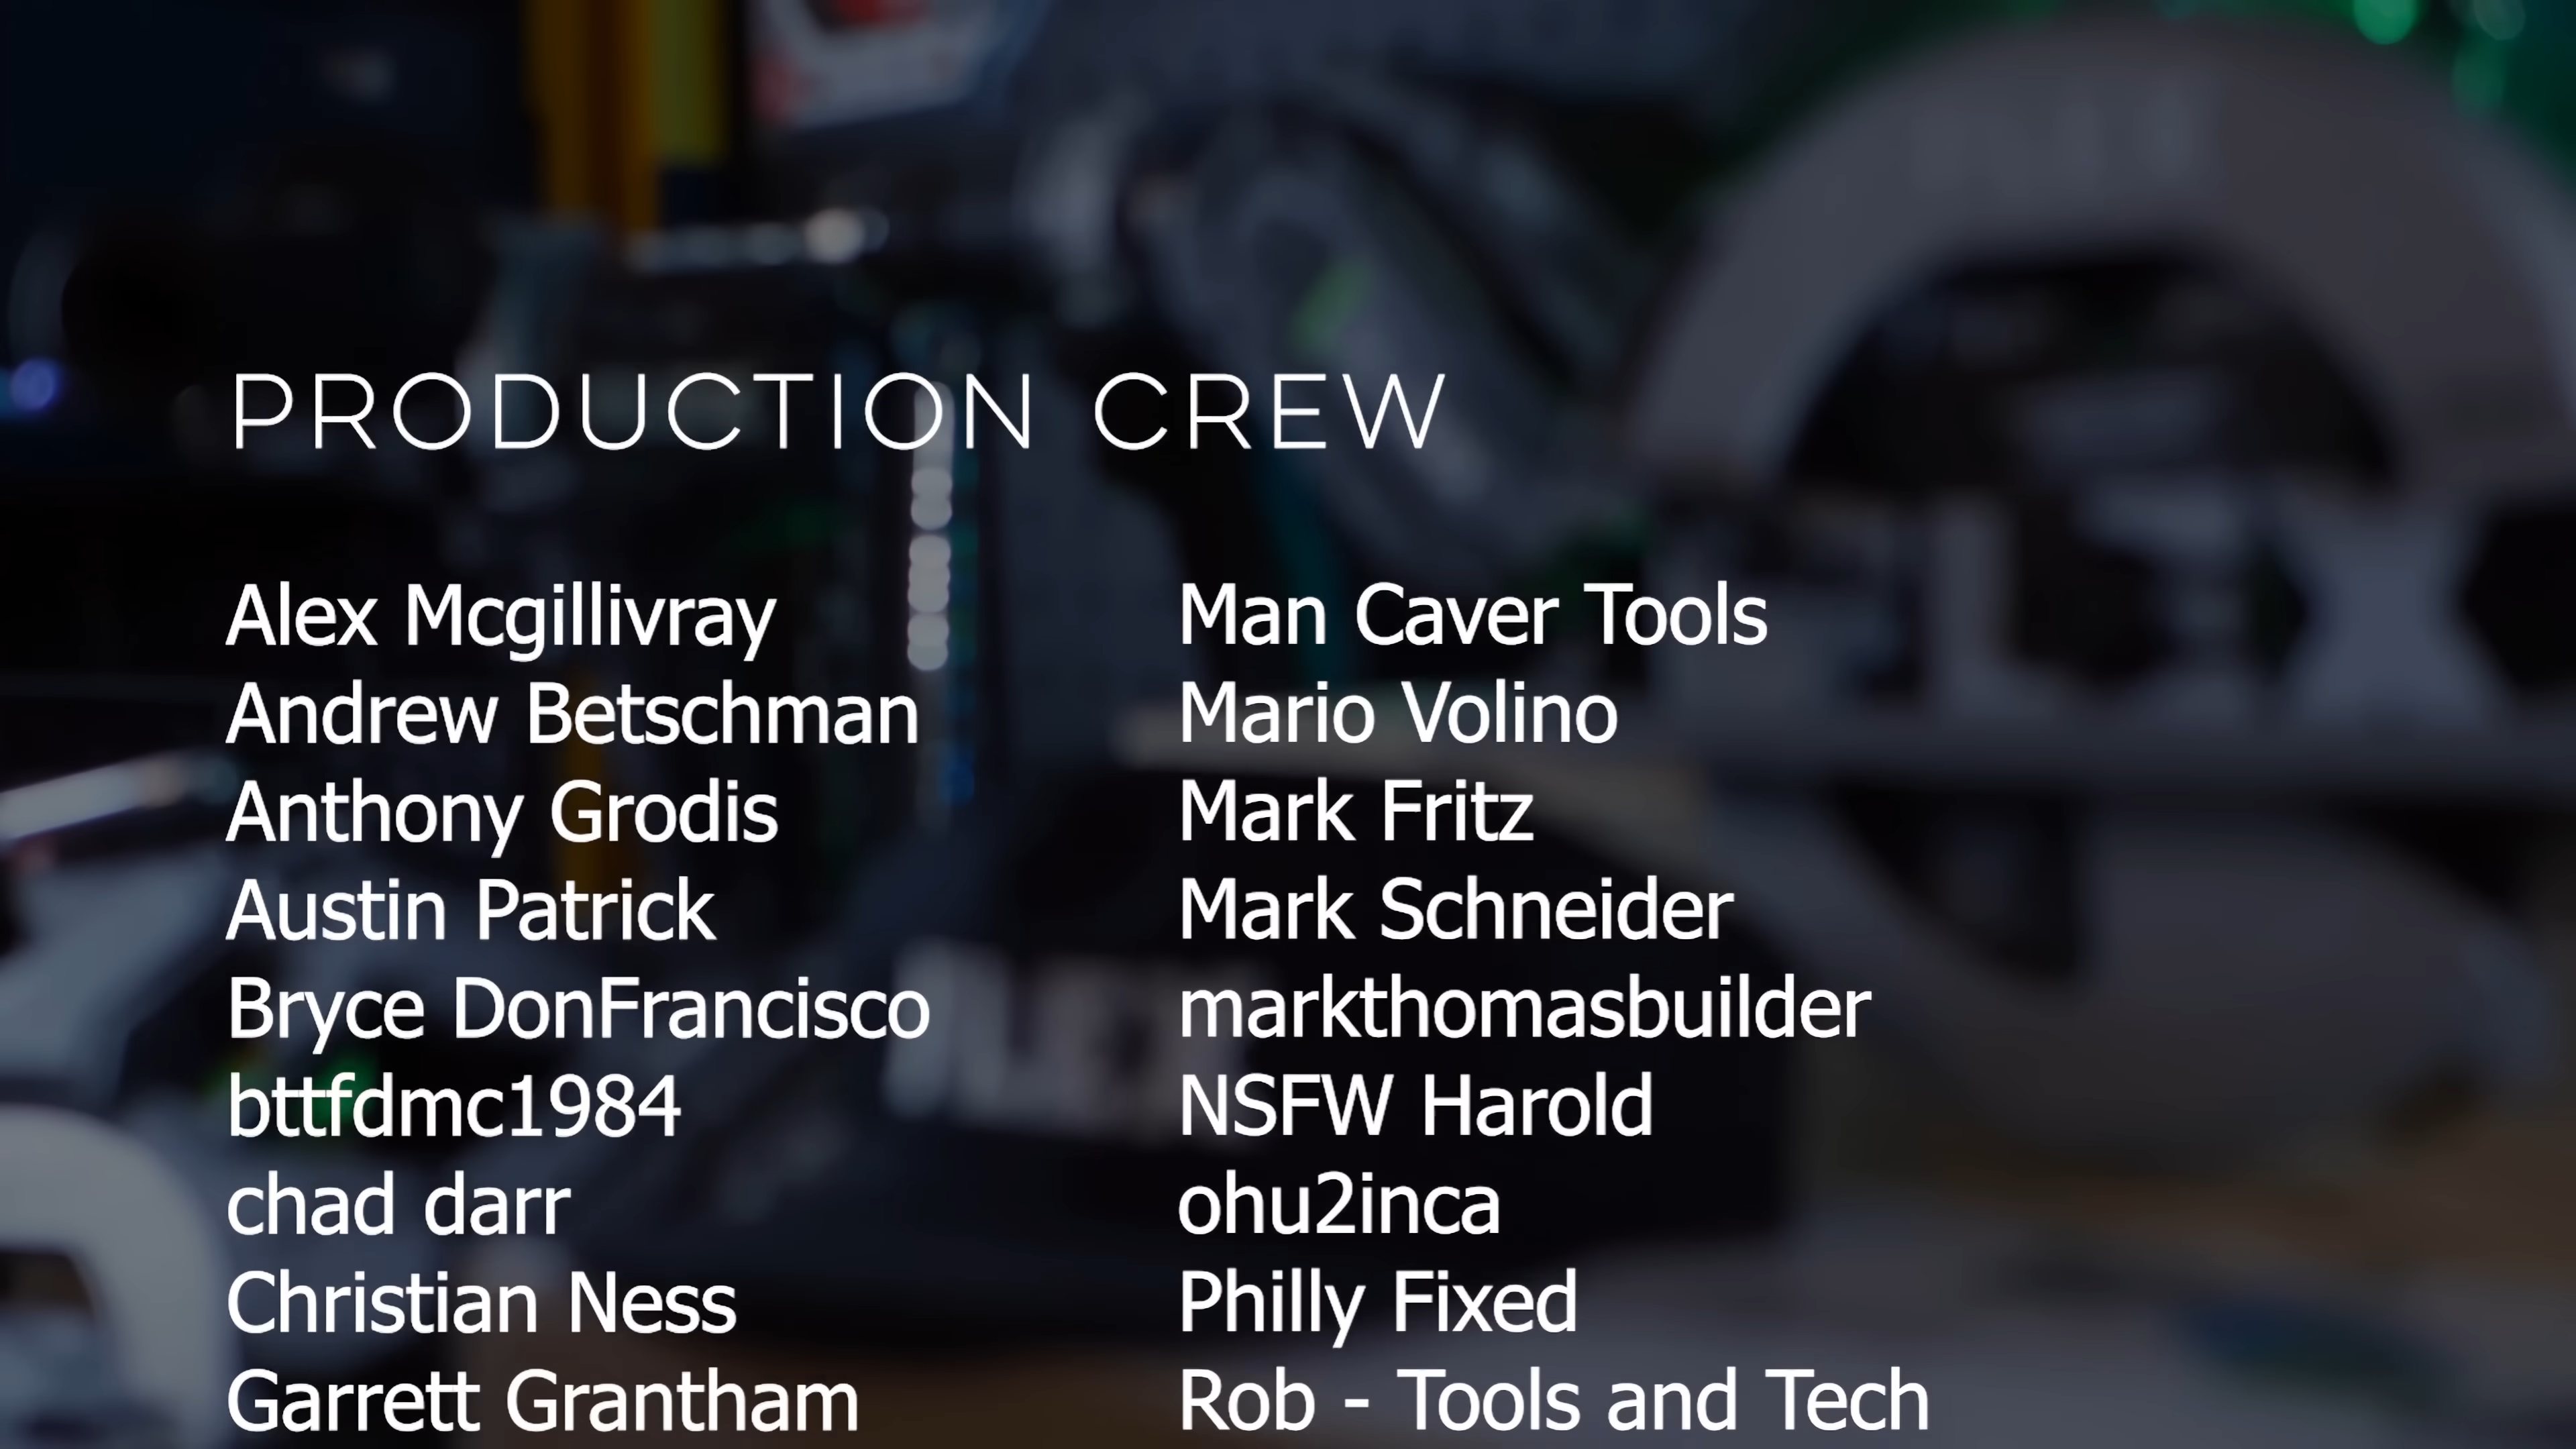 PRODUCTION CREW
Alex Mcgillivray
Andrew Betschman
Anthony Grodis
Austin Patrick
Bryce DonFrancisco
bttfdmc1984
chad darr
Christian Ness
Garrett Grantham
Man Caver Tools
Mario Volino
Mark Fritz
Mark Schneider
markthomasbuilder
NSFW Harold
ohu2inca
Philly Fixed
Rob - Tools and Tech